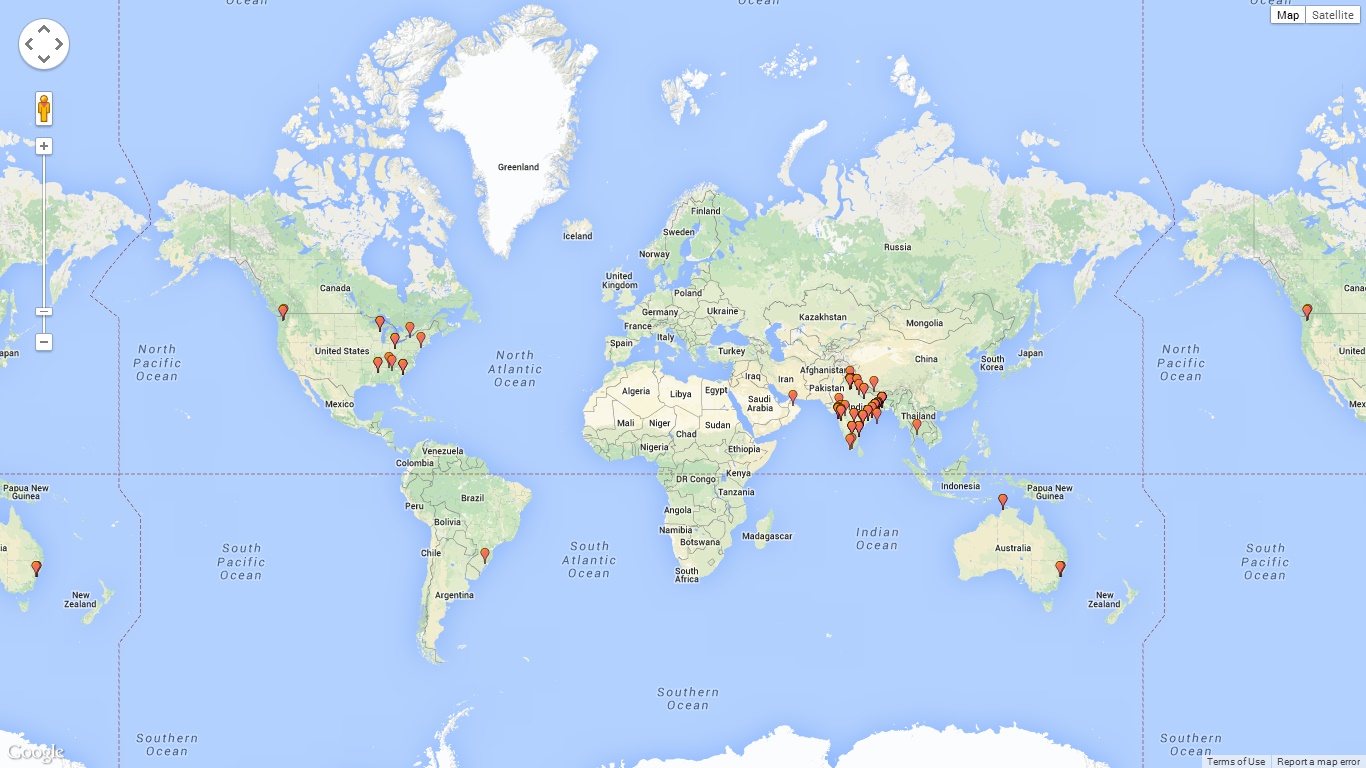 Ocean
Ocean
Ocean
Map
Satellite
Greenland
Iceland
Finland
Sweden
Norway
Russia
United
Kingdom
Canada
Cana
Poland
Germany
Ukraine
Kazakhstan
Mongolia
France
Italy
Spain
Turkey
China
South
Korea
Japan
apan
United States
United
North
Pacific
Ocean
North
Atlantic
Ocean
North
Pacific
Ocean
Iraq
Iran
Afghanistan
Pakistan
Algeria
Libya
Egypt
Saudi
Arabia
India
Mexico
Mex
Mali
Niger
Chad
Sudan
Thailand
Nigeria
Ethiopia
Venezuela
Colombia
DR Congo
Kenya
Tanzania
Indonesia
Papua New
Guinea
Papua New
Guinea
Peru
Brazil
Bolivia
Angola
Namibia
Botswana
Madagascar
Chile
South
Pacific
Ocean
South
Atlantic
Ocean
Indian
Ocean
Australia
ia
South
Pacific
Ocean
South
Africa
Argentina
New
Zealand
New
Zealand
Southern
Ocean
Southern
Ocean
Southern
Ocean
Google
Terms of Use
Report a map error